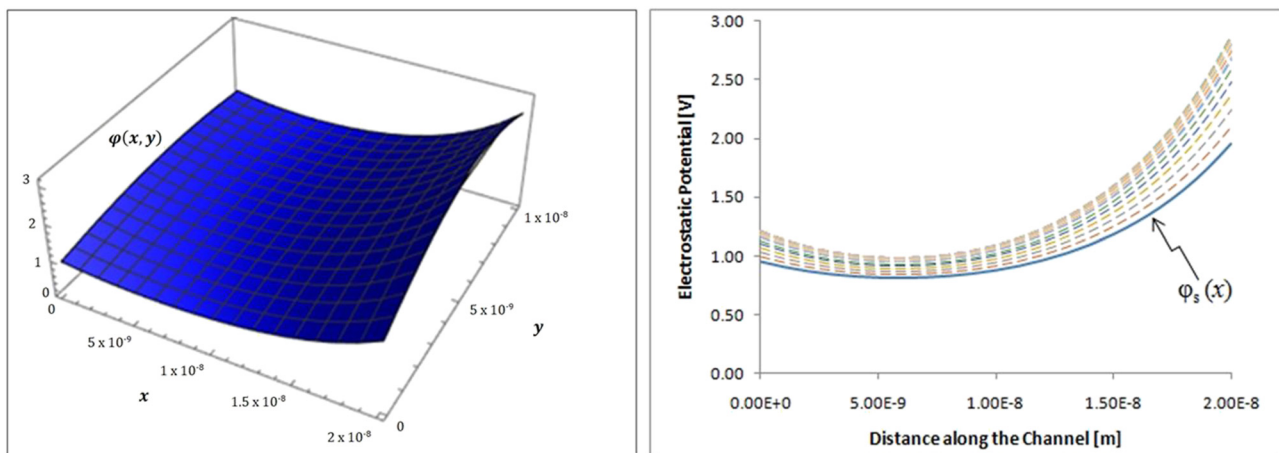 φ(x, y)
3
2
1
0
0
5 x 10⁻⁹
1 x 10⁻⁸
1.5 x 10⁻⁸
2 x 10⁻⁸
x
0
5 x 10⁻⁹
1 x 10⁻⁸
y
Electrostatic Potential [V]
3.00
2.50
2.00
1.50
1.00
0.50
0.00
0.00E+0
5.00E-9
1.00E-8
1.50E-8
2.00E-8
Distance along the Channel [m]
φₛ(x)